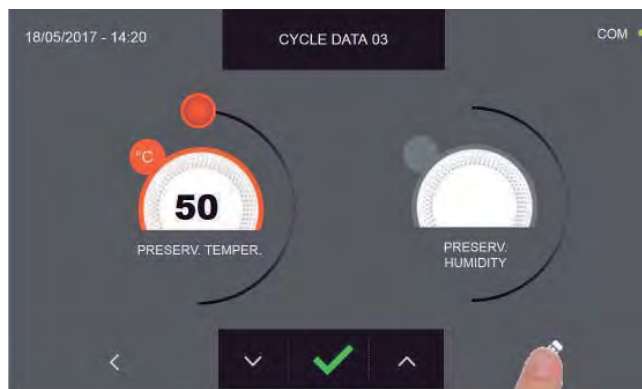 18/05/2017 - 14:20
CYCLE DATA 03
COM
°C
50
PRESERV. TEMPER.
PRESERV.
HUMIDITY